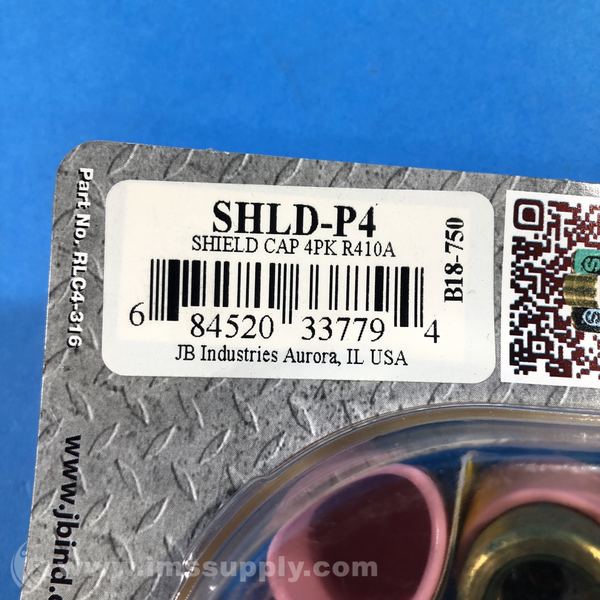 SHLD-P4
SHIELD CAP 4PK R410A
B18-750
6 84520 33779 4
JB Industries Aurora, IL USA
Part No. RLC4-316
www.jbind.
www.imssupply.com